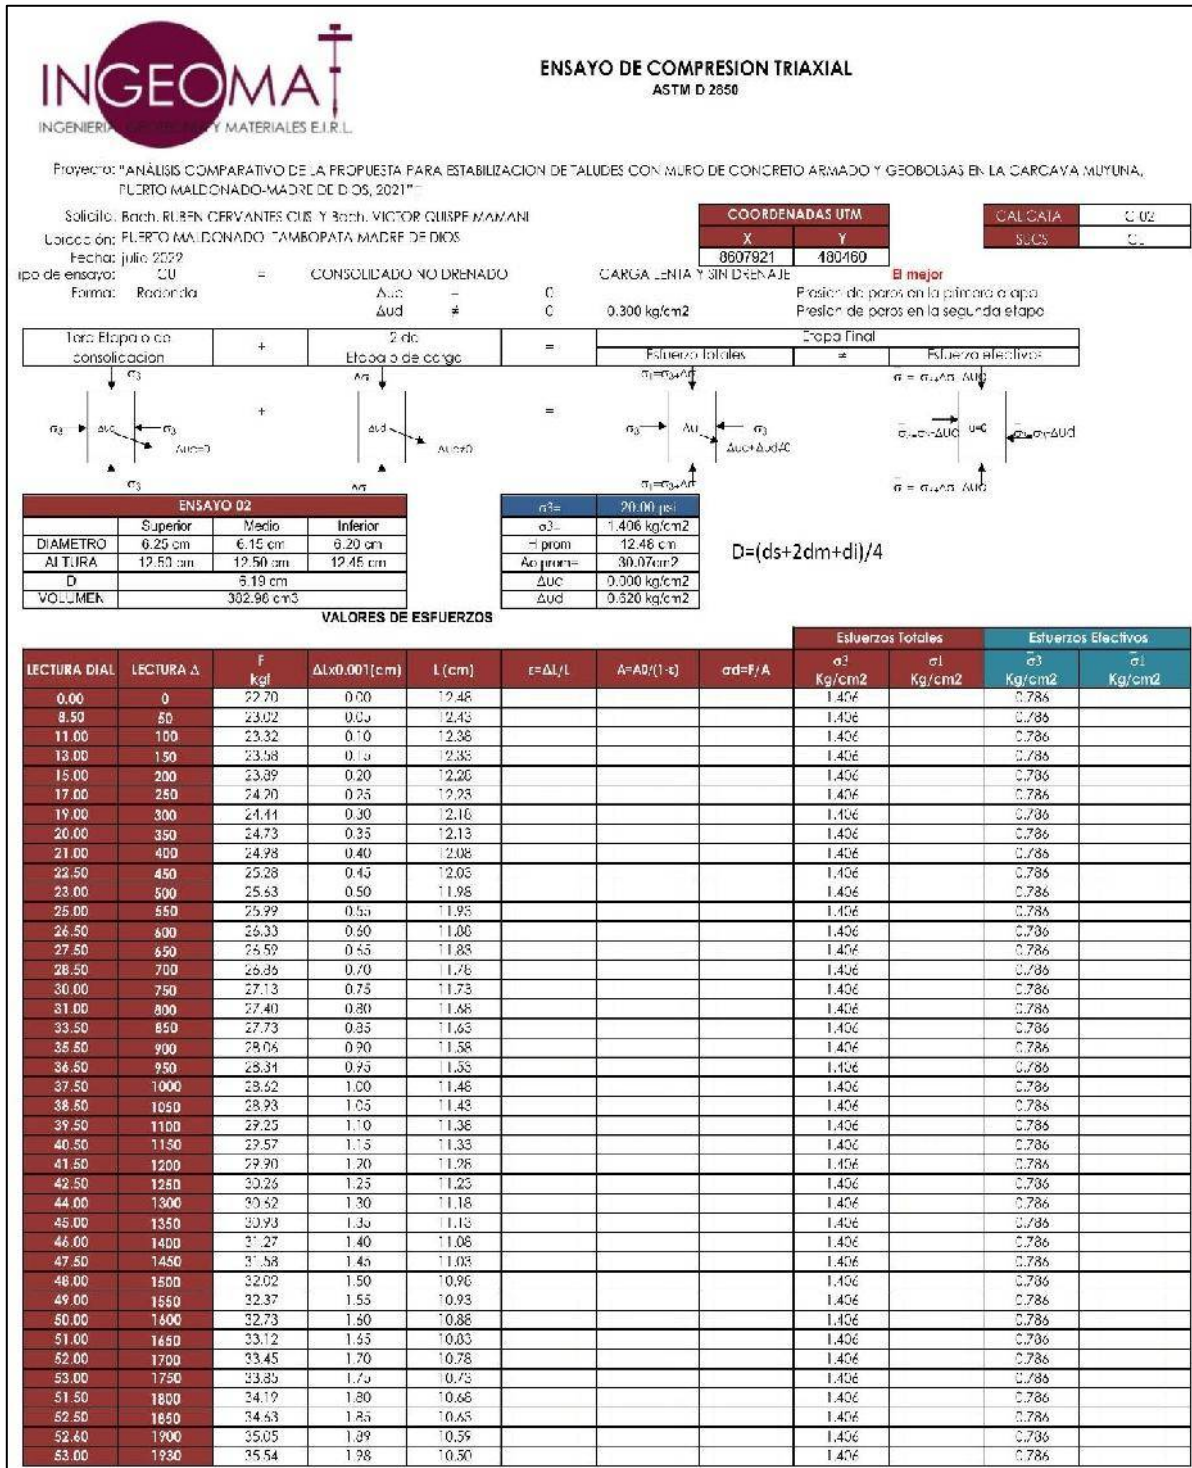 INGEOMAT
INGENIERIA GEOTECNIA Y MATERIALES E.I.R.L.
ENSAYO DE COMPRESION TRIAXIAL
ASTM D 2850
Proyecto: "ANÁLISIS COMPARATIVO DE LA PROPUESTA PARA ESTABILIZACION DE TALUDES CON MURO DE CONCRETO ARMADO Y GEOBOLSAS EN LA CARCAVA MUYUNA,
PUERTO MALDONADO-MADRE DE DIOS, 2021"
Solicita: Bach. RUBEN CERVANTES CUSI Y Bach. VICTOR QUISPE MAMANI
COORDENADAS UTM CALICATA C-02
Ubicación: PUERTO MALDONADO TAMBOPATA MADRE DE DIOS X Y SUCS CL
Fecha: julio 2022 8607921 480460
ipo de ensayo: CU = CONSOLIDADO NO DRENADO CARGA LENTA Y SIN DRENAJE El mejor
Forma: Redonda Δuc = 0 Presion de poros en la primera etapa
Δud ≠ 0 0.300 kg/cm2 Presion de poros en la segunda etapa
1era Etapa o de consolidacion + 2 da Etapa o de carga = Etapa Final
Esfuerzo totales ≠ Esfuerzo efectivos
σ3 Δσ σ1=σ3+Δσ
σ3 Δuc σ3 + Δud = σ3 Δu σ3 u=0
Δuc=0 Δud≠0 Δuc+Δud≠0
σ3 Δσ σ1=σ3+Δσ
ENSAYO 02 σ3= 20.00 psi
Superior Medio Inferior σ3= 1.406 kg/cm2
DIAMETRO 6.25 cm 6.15 cm 6.20 cm H prom 12.48 cm
ALTURA 12.50 cm 12.50 cm 12.45 cm Ao prom= 30.07cm2
D=(ds+2dm+di)/4
D 6.19 cm Δuc 0.000 kg/cm2
VOLUMEN 382.98 cm3 Δud 0.620 kg/cm2
VALORES DE ESFUERZOS
Esfuerzos Totales Esfuerzos Efectivos
LECTURA DIAL LECTURA Δ F kgf ΔLx0.001(cm) L (cm) ε=ΔL/L A=A0/(1-ε) σd=F/A σ3 Kg/cm2 σ1 Kg/cm2 σ̅3 Kg/cm2 σ̅1 Kg/cm2
0.00 0 22.70 0.00 12.48 1.406 0.786
8.50 50 23.02 0.05 12.43 1.406 0.786
11.00 100 23.32 0.10 12.38 1.406 0.786
13.00 150 23.58 0.15 12.33 1.406 0.786
15.00 200 23.89 0.20 12.28 1.406 0.786
17.00 250 24.20 0.25 12.23 1.406 0.786
19.00 300 24.44 0.30 12.18 1.406 0.786
20.00 350 24.73 0.35 12.13 1.406 0.786
21.00 400 24.98 0.40 12.08 1.406 0.786
22.50 450 25.28 0.45 12.03 1.406 0.786
23.00 500 25.63 0.50 11.98 1.406 0.786
25.00 550 25.99 0.55 11.93 1.406 0.786
26.50 600 26.33 0.60 11.88 1.406 0.786
27.50 650 26.59 0.65 11.83 1.406 0.786
28.50 700 26.86 0.70 11.78 1.406 0.786
30.00 750 27.13 0.75 11.73 1.406 0.786
31.00 800 27.40 0.80 11.68 1.406 0.786
33.50 850 27.73 0.85 11.63 1.406 0.786
35.50 900 28.06 0.90 11.58 1.406 0.786
36.50 950 28.34 0.95 11.53 1.406 0.786
37.50 1000 28.62 1.00 11.48 1.406 0.786
38.50 1050 28.93 1.05 11.43 1.406 0.786
39.50 1100 29.25 1.10 11.38 1.406 0.786
40.50 1150 29.57 1.15 11.33 1.406 0.786
41.50 1200 29.90 1.20 11.28 1.406 0.786
42.50 1250 30.26 1.25 11.23 1.406 0.786
44.00 1300 30.62 1.30 11.18 1.406 0.786
45.00 1350 30.93 1.35 11.13 1.406 0.786
46.00 1400 31.27 1.40 11.08 1.406 0.786
47.50 1450 31.58 1.45 11.03 1.406 0.786
48.00 1500 32.02 1.50 10.98 1.406 0.786
49.00 1550 32.37 1.55 10.93 1.406 0.786
50.00 1600 32.73 1.60 10.88 1.406 0.786
51.00 1650 33.12 1.65 10.83 1.406 0.786
52.00 1700 33.45 1.70 10.78 1.406 0.786
53.00 1750 33.85 1.75 10.73 1.406 0.786
51.50 1800 34.19 1.80 10.68 1.406 0.786
52.50 1850 34.63 1.85 10.63 1.406 0.786
52.60 1900 35.05 1.89 10.59 1.406 0.786
53.00 1930 35.54 1.98 10.50 1.406 0.786